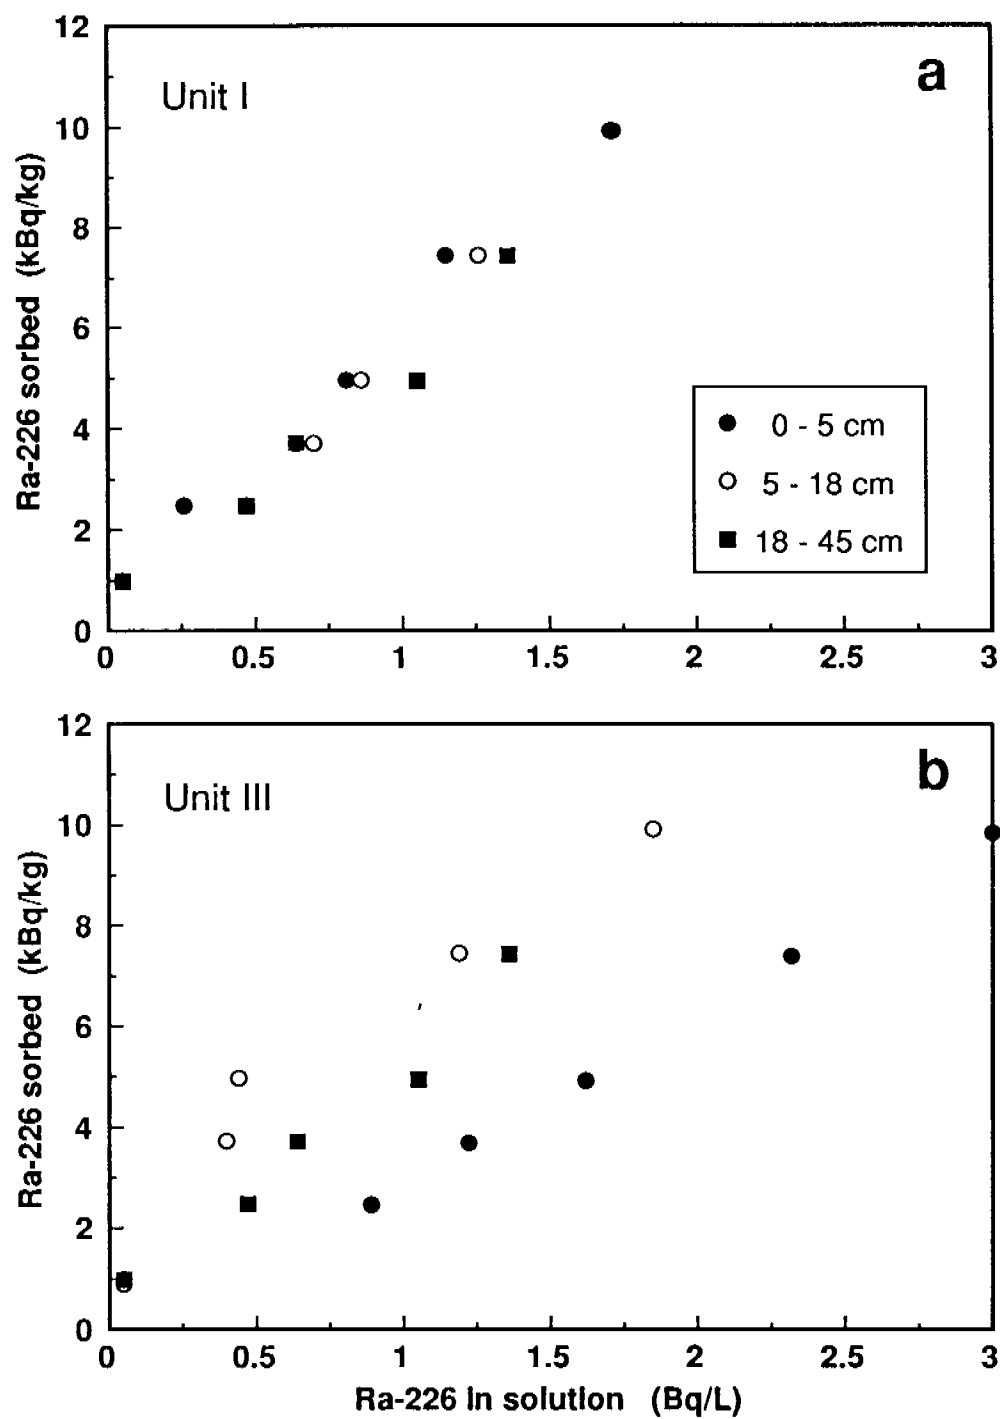 12
a
Unit I
10
8
6
4
2
0
Ra-226 sorbed (kBq/kg)
0 - 5 cm
5 - 18 cm
18 - 45 cm
0 0.5 1 1.5 2 2.5 3
12
b
Unit III
10
8
6
4
2
0
Ra-226 sorbed (kBq/kg)
0 0.5 1 1.5 2 2.5 3
Ra-226 in solution (Bq/L)